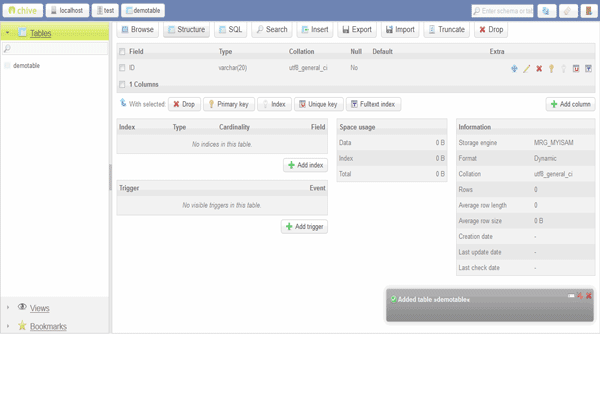 chive localhost test demotable Enter schema or tabl
Tables Browse Structure SQL Search Insert Export Import Truncate Drop
demotable
Field Type Collation Null Default Extra
ID varchar(20) utf8_general_ci No
1 Columns
With selected Drop Primary key Index Unique key Fulltext index Add column
Index Type Cardinality Field
No indices in this table.
Add index
Trigger Event
No visible triggers in this table.
Add trigger
Space usage
Data 0 B
Index 0 B
Total 0 B
Information
Storage engine MRG_MYISAM
Format Dynamic
Collation utf8_general_ci
Rows 0
Average row length 0
Average row size 0 B
Creation date -
Last update date -
Last check date -
Added table »demotable«
Views
Bookmarks